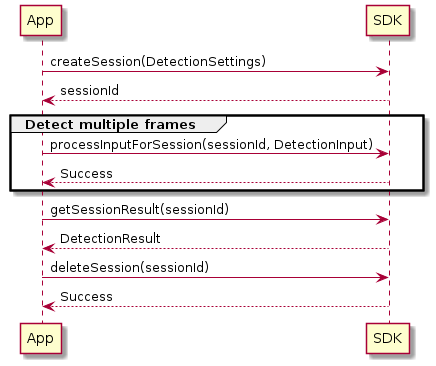 App
SDK
createSession(DetectionSettings)
sessionId
Detect multiple frames
processInputForSession(sessionId, DetectionInput)
Success
getSessionResult(sessionId)
DetectionResult
deleteSession(sessionId)
Success
App
SDK